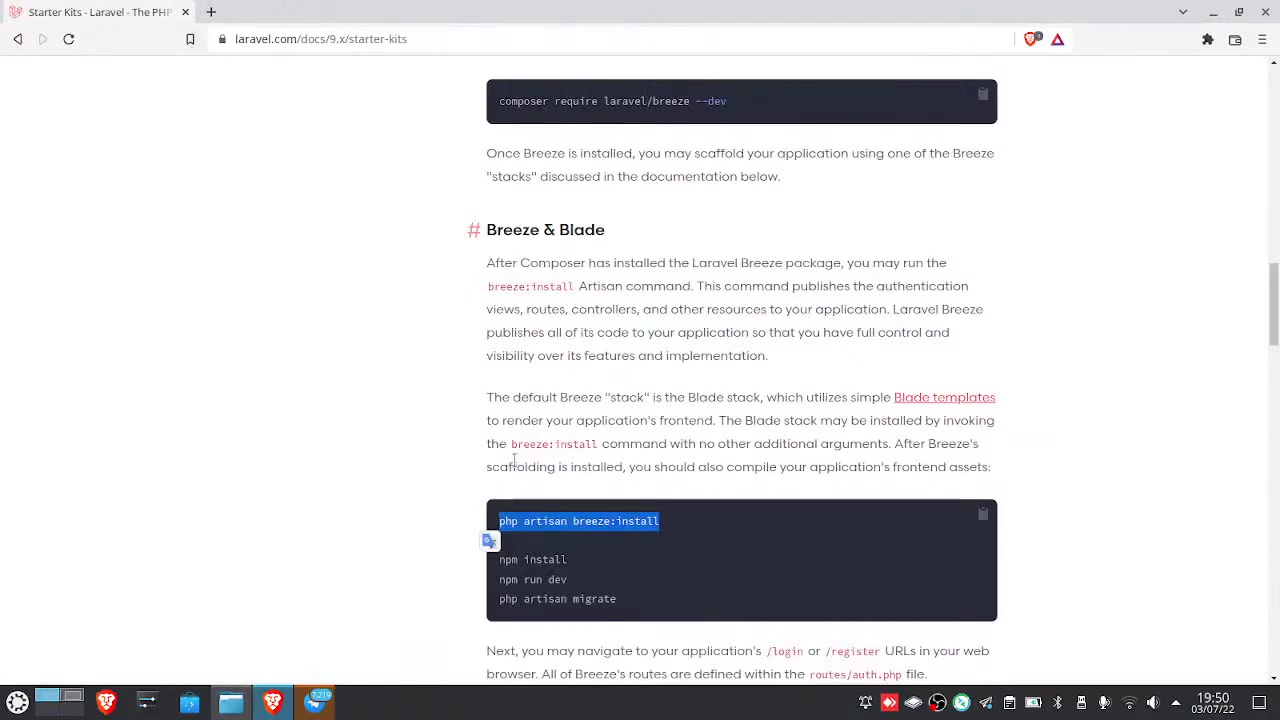 Starter Kits - Laravel - The PHP
laravel.com/docs/9.x/starter-kits
composer require laravel/breeze --dev
Once Breeze is installed, you may scaffold your application using one of the Breeze
"stacks" discussed in the documentation below.
# Breeze & Blade
After Composer has installed the Laravel Breeze package, you may run the
breeze:install Artisan command. This command publishes the authentication
views, routes, controllers, and other resources to your application. Laravel Breeze
publishes all of its code to your application so that you have full control and
visibility over its features and implementation.
The default Breeze "stack" is the Blade stack, which utilizes simple Blade templates
to render your application's frontend. The Blade stack may be installed by invoking
the breeze:install command with no other additional arguments. After Breeze's
scaffolding is installed, you should also compile your application's frontend assets:
php artisan breeze:install
npm install
npm run dev
php artisan migrate
Next, you may navigate to your application's /login or /register URLs in your web
browser. All of Breeze's routes are defined within the routes/auth.php file.
7,219
19:50
03/07/22